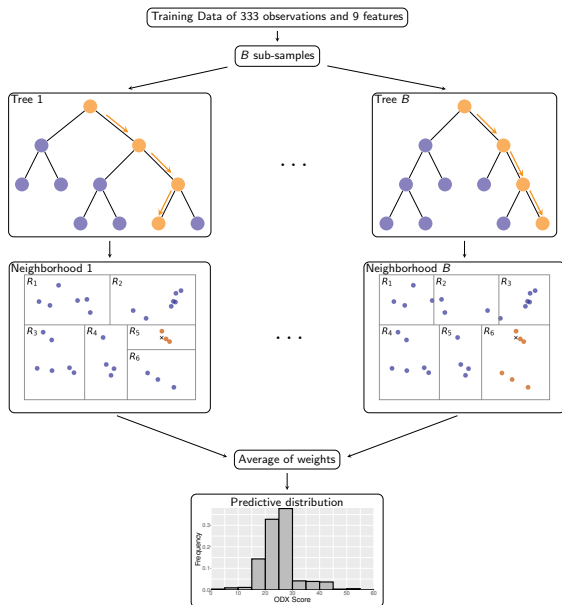 Training Data of 333 observations and 9 features
B sub-samples
Tree 1
Tree B
. . .
Neighborhood 1
R1
R2
R3
R4
R5
R6
. . .
Neighborhood B
R1
R2
R3
R4
R5
R6
Average of weights
Predictive distribution
Frequency
0.3
0.2
0.1
0.0
0
10
20
30
40
50
60
ODX Score